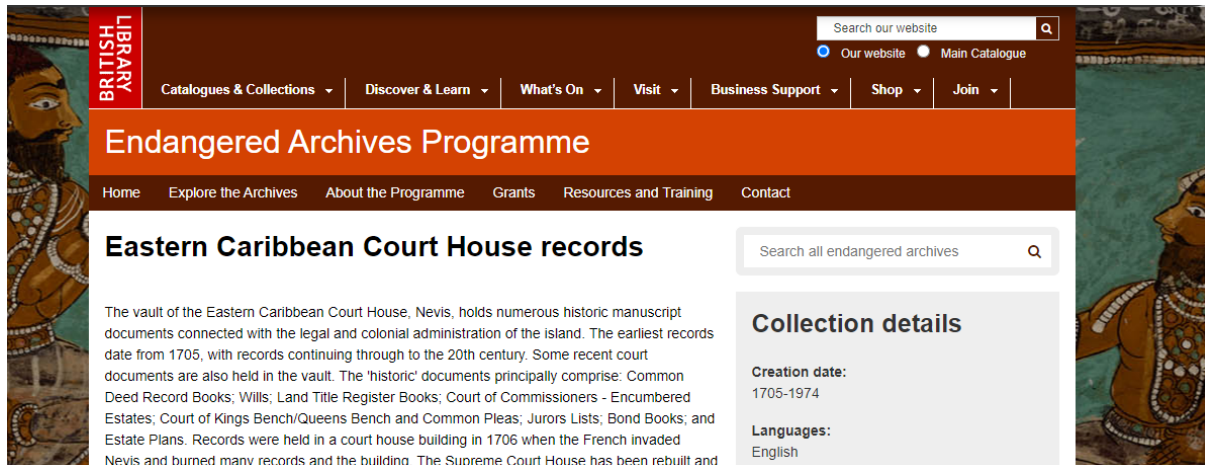 LIBRARY
BRITISH
Search our website
Our website Main Catalogue
Catalogues & Collections Discover & Learn What's On Visit Business Support Shop Join
Endangered Archives Programme
Home Explore the Archives About the Programme Grants Resources and Training Contact
Eastern Caribbean Court House records
The vault of the Eastern Caribbean Court House, Nevis, holds numerous historic manuscript
documents connected with the legal and colonial administration of the island. The earliest records
date from 1705, with records continuing through to the 20th century. Some recent court
documents are also held in the vault. The 'historic' documents principally comprise: Common
Deed Record Books; Wills; Land Title Register Books; Court of Commissioners - Encumbered
Estates; Court of Kings Bench/Queens Bench and Common Pleas; Jurors Lists; Bond Books; and
Estate Plans. Records were held in a court house building in 1706 when the French invaded
Nevis and burned many records and the building. The Supreme Court House has been rebuilt and
Search all endangered archives
Collection details
Creation date:
1705-1974
Languages:
English